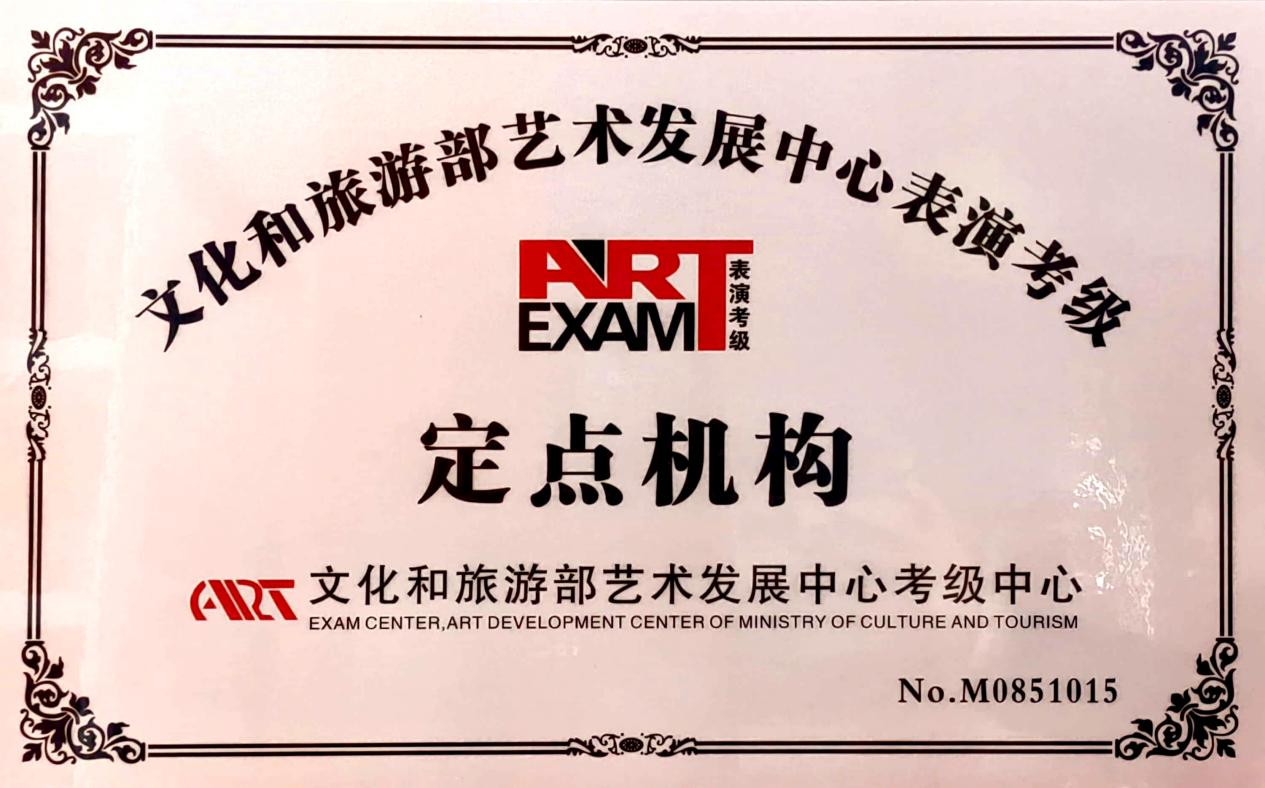 文化和旅游部艺术发展中心表演考级
ART
EXAM
表演考级
定点机构
ART 文化和旅游部艺术发展中心考级中心
EXAM CENTER,ART DEVELOPMENT CENTER OF MINISTRY OF CULTURE AND TOURISM
No.M0851015